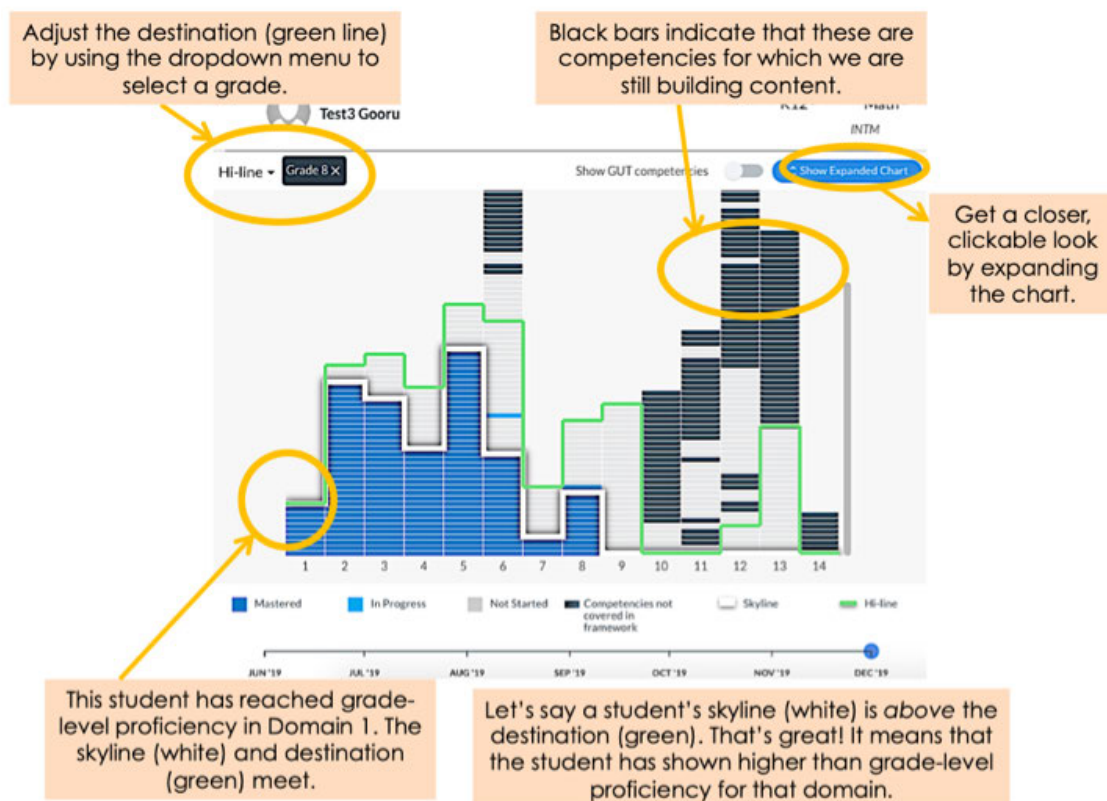 Adjust the destination (green line)
by using the dropdown menu to
select a grade.
Black bars indicate that these are
competencies for which we are
still building content.
Test3 Gooru
K12
Math
INTM
Hi-line
Grade 8 X
Show GUT competencies
Show Expanded Chart
Get a closer,
clickable look
by expanding
the chart.
1 2 3 4 5 6 7 8 9 10 11 12 13 14
Mastered
In Progress
Not Started
Competencies not
covered in
framework
Skyline
Hi-line
JUN '19 JUL '19 AUG '19 SEP '19 OCT '19 NOV '19 DEC '19
This student has reached grade-
level proficiency in Domain 1. The
skyline (white) and destination
(green) meet.
Let's say a student's skyline (white) is above the
destination (green). That's great! It means that
the student has shown higher than grade-level
proficiency for that domain.